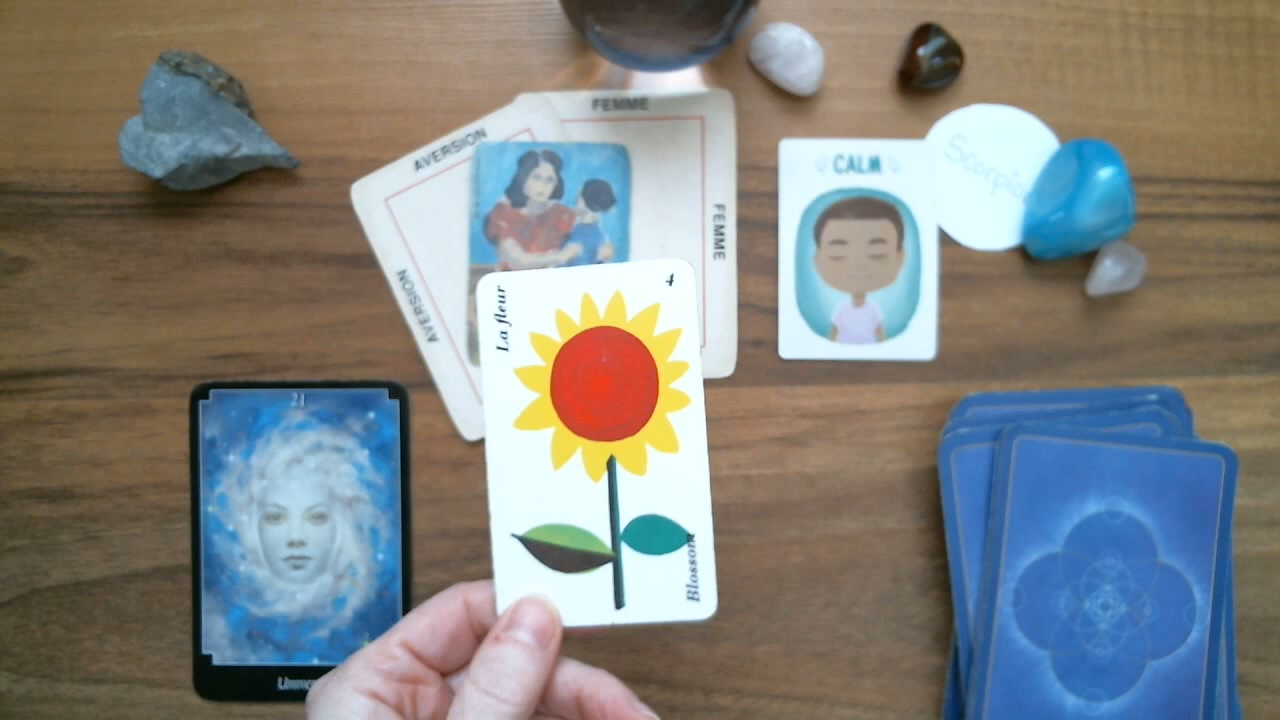 FEMME
FEMME
AVERSION
AVERSION
CALM
Scorpio
La fleur
4
Blossom
21